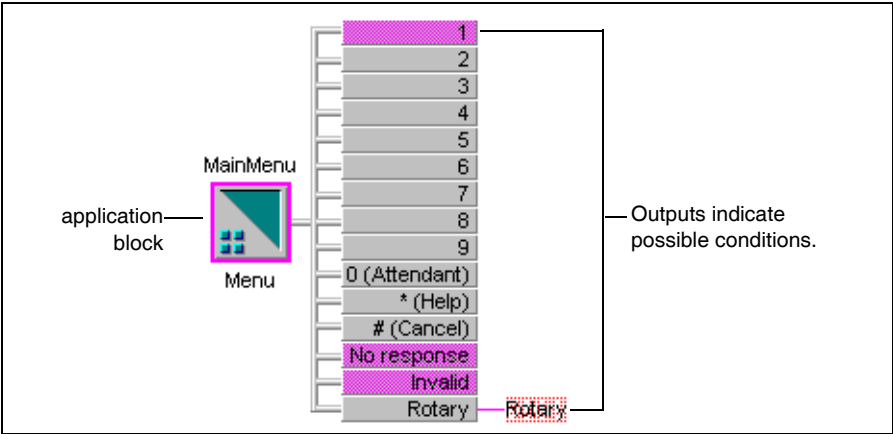 1
2
3
4
5
6
7
8
9
0 (Attendant)
* (Help)
# (Cancel)
No response
Invalid
Rotary
Rotary
MainMenu
Menu
application
block
Outputs indicate
possible conditions.